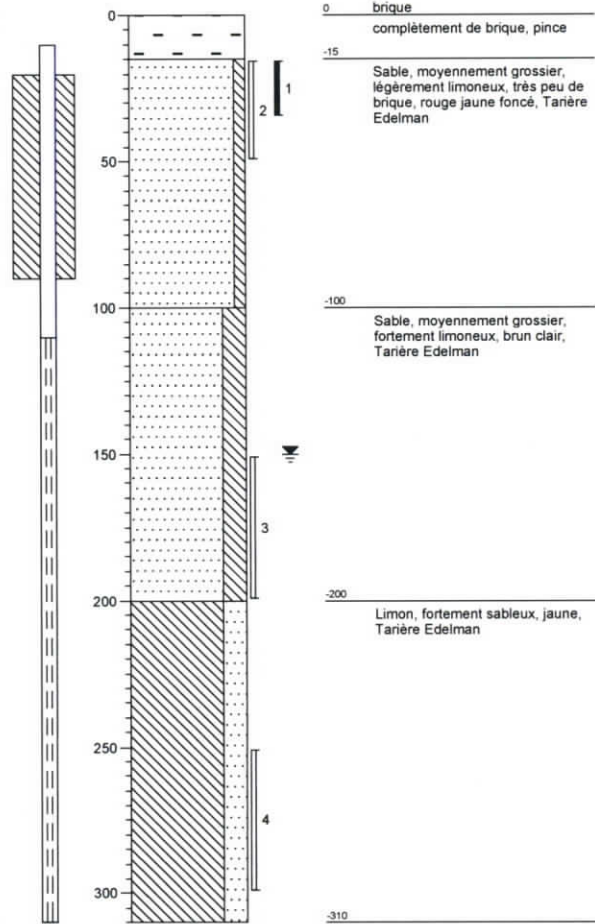 0
0
brique
complètement de brique, pince
-15
Sable, moyennement grossier,
légèrement limoneux, très peu de
brique, rouge jaune foncé, Tarière
Edelman
1
2
50
100
-100
Sable, moyennement grossier,
fortement limoneux, brun clair,
Tarière Edelman
150
3
200
-200
Limon, fortement sableux, jaune,
Tarière Edelman
250
4
300
-310